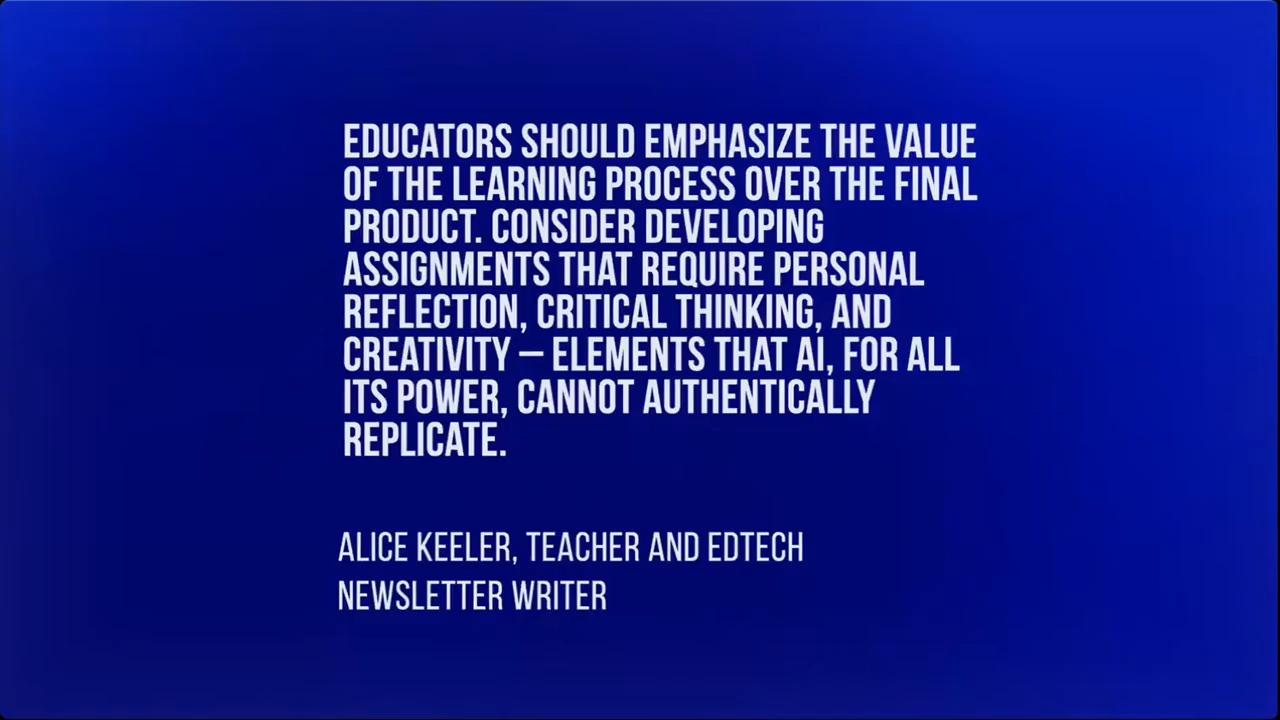 EDUCATORS SHOULD EMPHASIZE THE VALUE
OF THE LEARNING PROCESS OVER THE FINAL
PRODUCT. CONSIDER DEVELOPING
ASSIGNMENTS THAT REQUIRE PERSONAL
REFLECTION, CRITICAL THINKING, AND
CREATIVITY – ELEMENTS THAT AI, FOR ALL
ITS POWER, CANNOT AUTHENTICALLY
REPLICATE.
ALICE KEELER, TEACHER AND EDTECH
NEWSLETTER WRITER